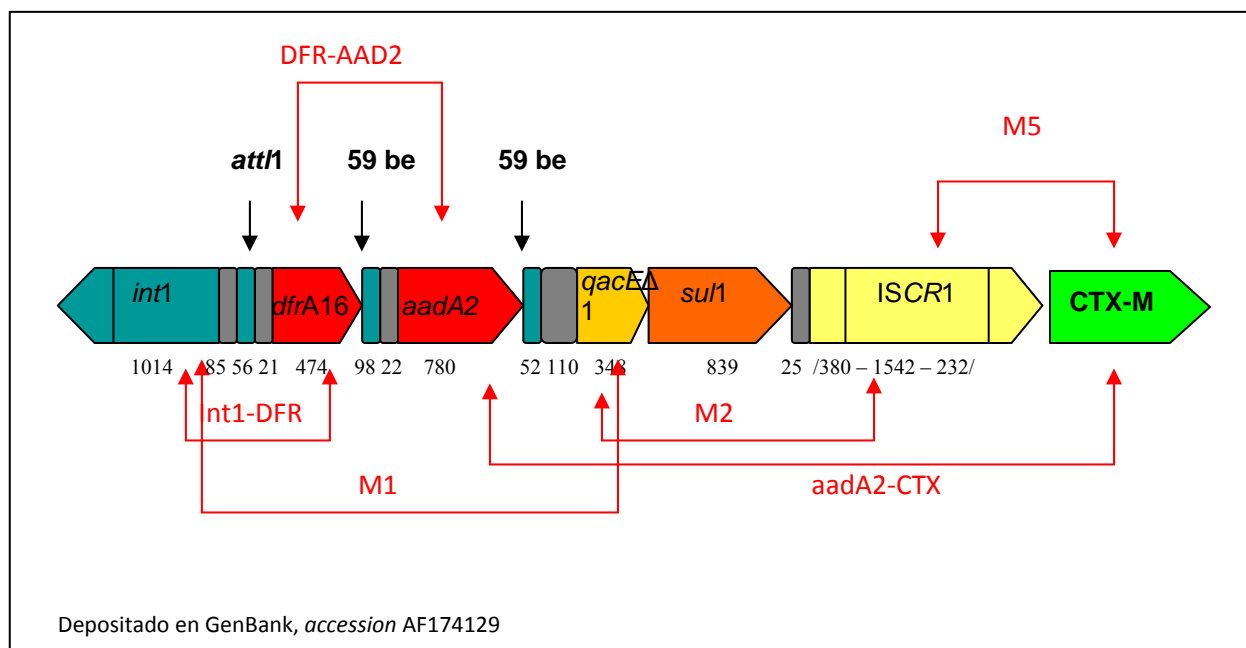 DFR-AAD2
M5
attI1 59 be 59 be
int1 dfrA16 aadA2 qacEΔ1 sul1 ISCR1 CTX-M
1014 85 56 21 474 98 22 780 52 110 348 839 25 /380 – 1542 – 232/
Int1-DFR M2
M1 aadA2-CTX
Depositado en GenBank, accession AF174129